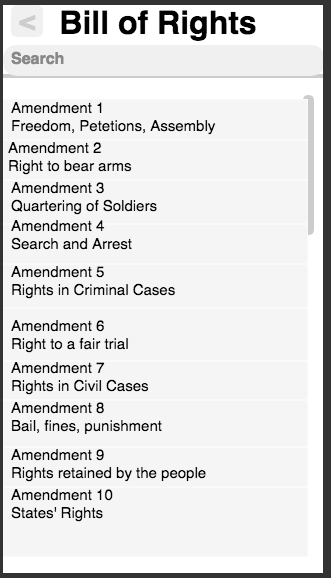 < Bill of Rights
Search
Amendment 1
Freedom, Petetions, Assembly
Amendment 2
Right to bear arms
Amendment 3
Quartering of Soldiers
Amendment 4
Search and Arrest
Amendment 5
Rights in Criminal Cases
Amendment 6
Right to a fair trial
Amendment 7
Rights in Civil Cases
Amendment 8
Bail, fines, punishment
Amendment 9
Rights retained by the people
Amendment 10
States' Rights